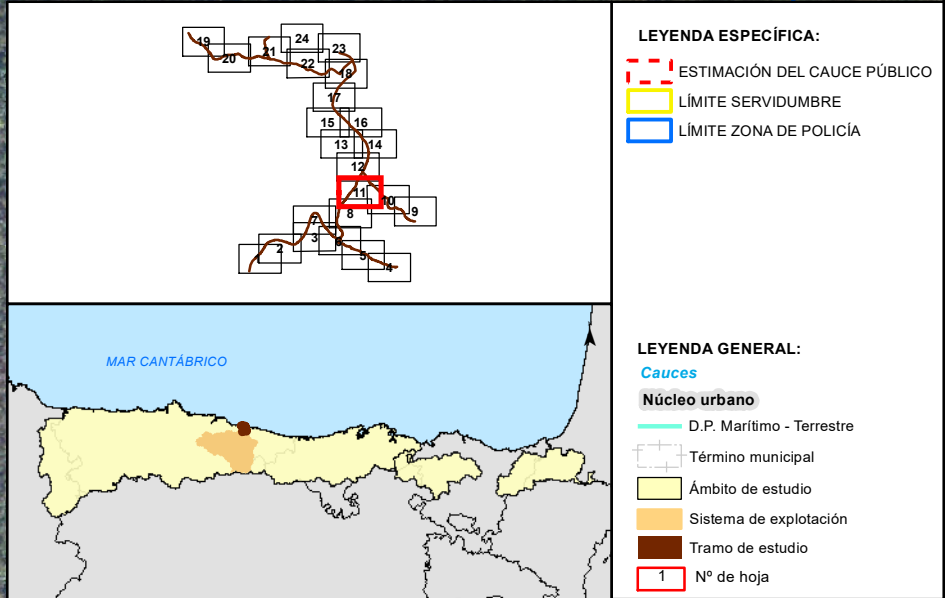 19
20
21
24
22
23
18
17
15
16
13
14
12
11
10
9
8
7
3
2
6
5
4
MAR CANTÁBRICO
LEYENDA ESPECÍFICA:
ESTIMACIÓN DEL CAUCE PÚBLICO
LÍMITE SERVIDUMBRE
LÍMITE ZONA DE POLICÍA
LEYENDA GENERAL:
Cauces
Núcleo urbano
D.P. Marítimo - Terrestre
Término municipal
Ámbito de estudio
Sistema de explotación
Tramo de estudio
1 Nº de hoja